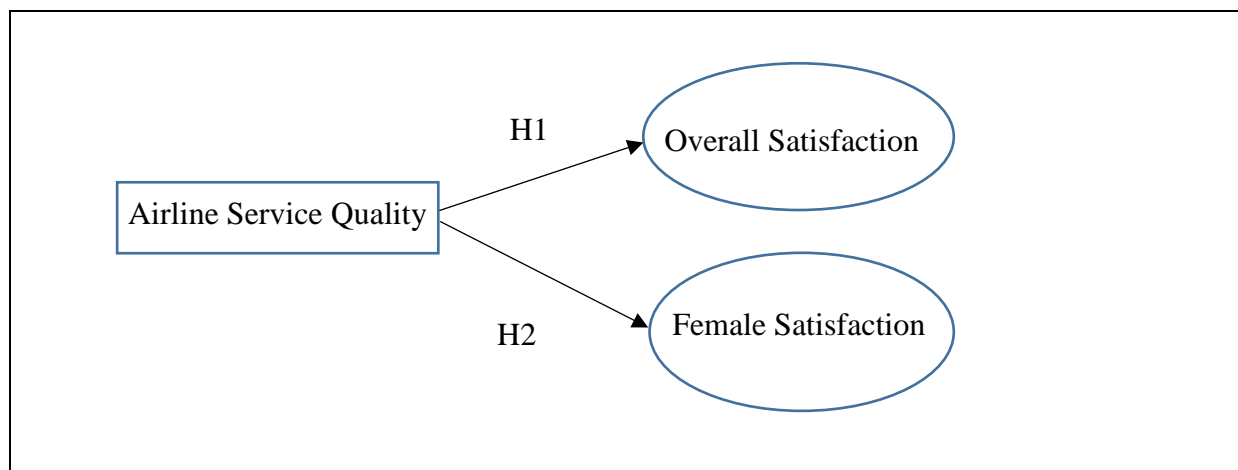 H1
Overall Satisfaction
Airline Service Quality
Female Satisfaction
H2